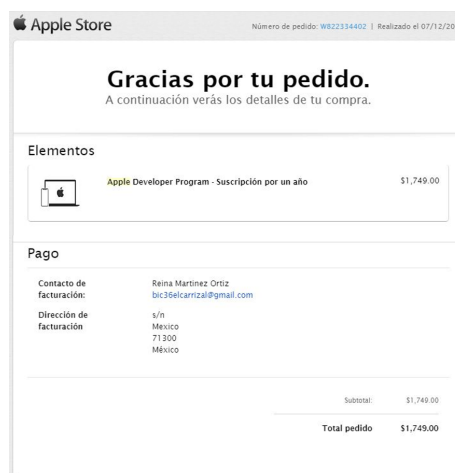 Apple Store
Número de pedido: W822334402 | Realizado el 07/12/20
Gracias por tu pedido.
A continuación verás los detalles de tu compra.
Elementos
Apple Developer Program - Suscripción por un año $1,749.00
Pago
Contacto de facturación: Reina Martinez Ortiz
bic36elcarrizal@gmail.com
Dirección de facturación s/n
Mexico
71300
México
Subtotal: $1,749.00
Total pedido $1,749.00